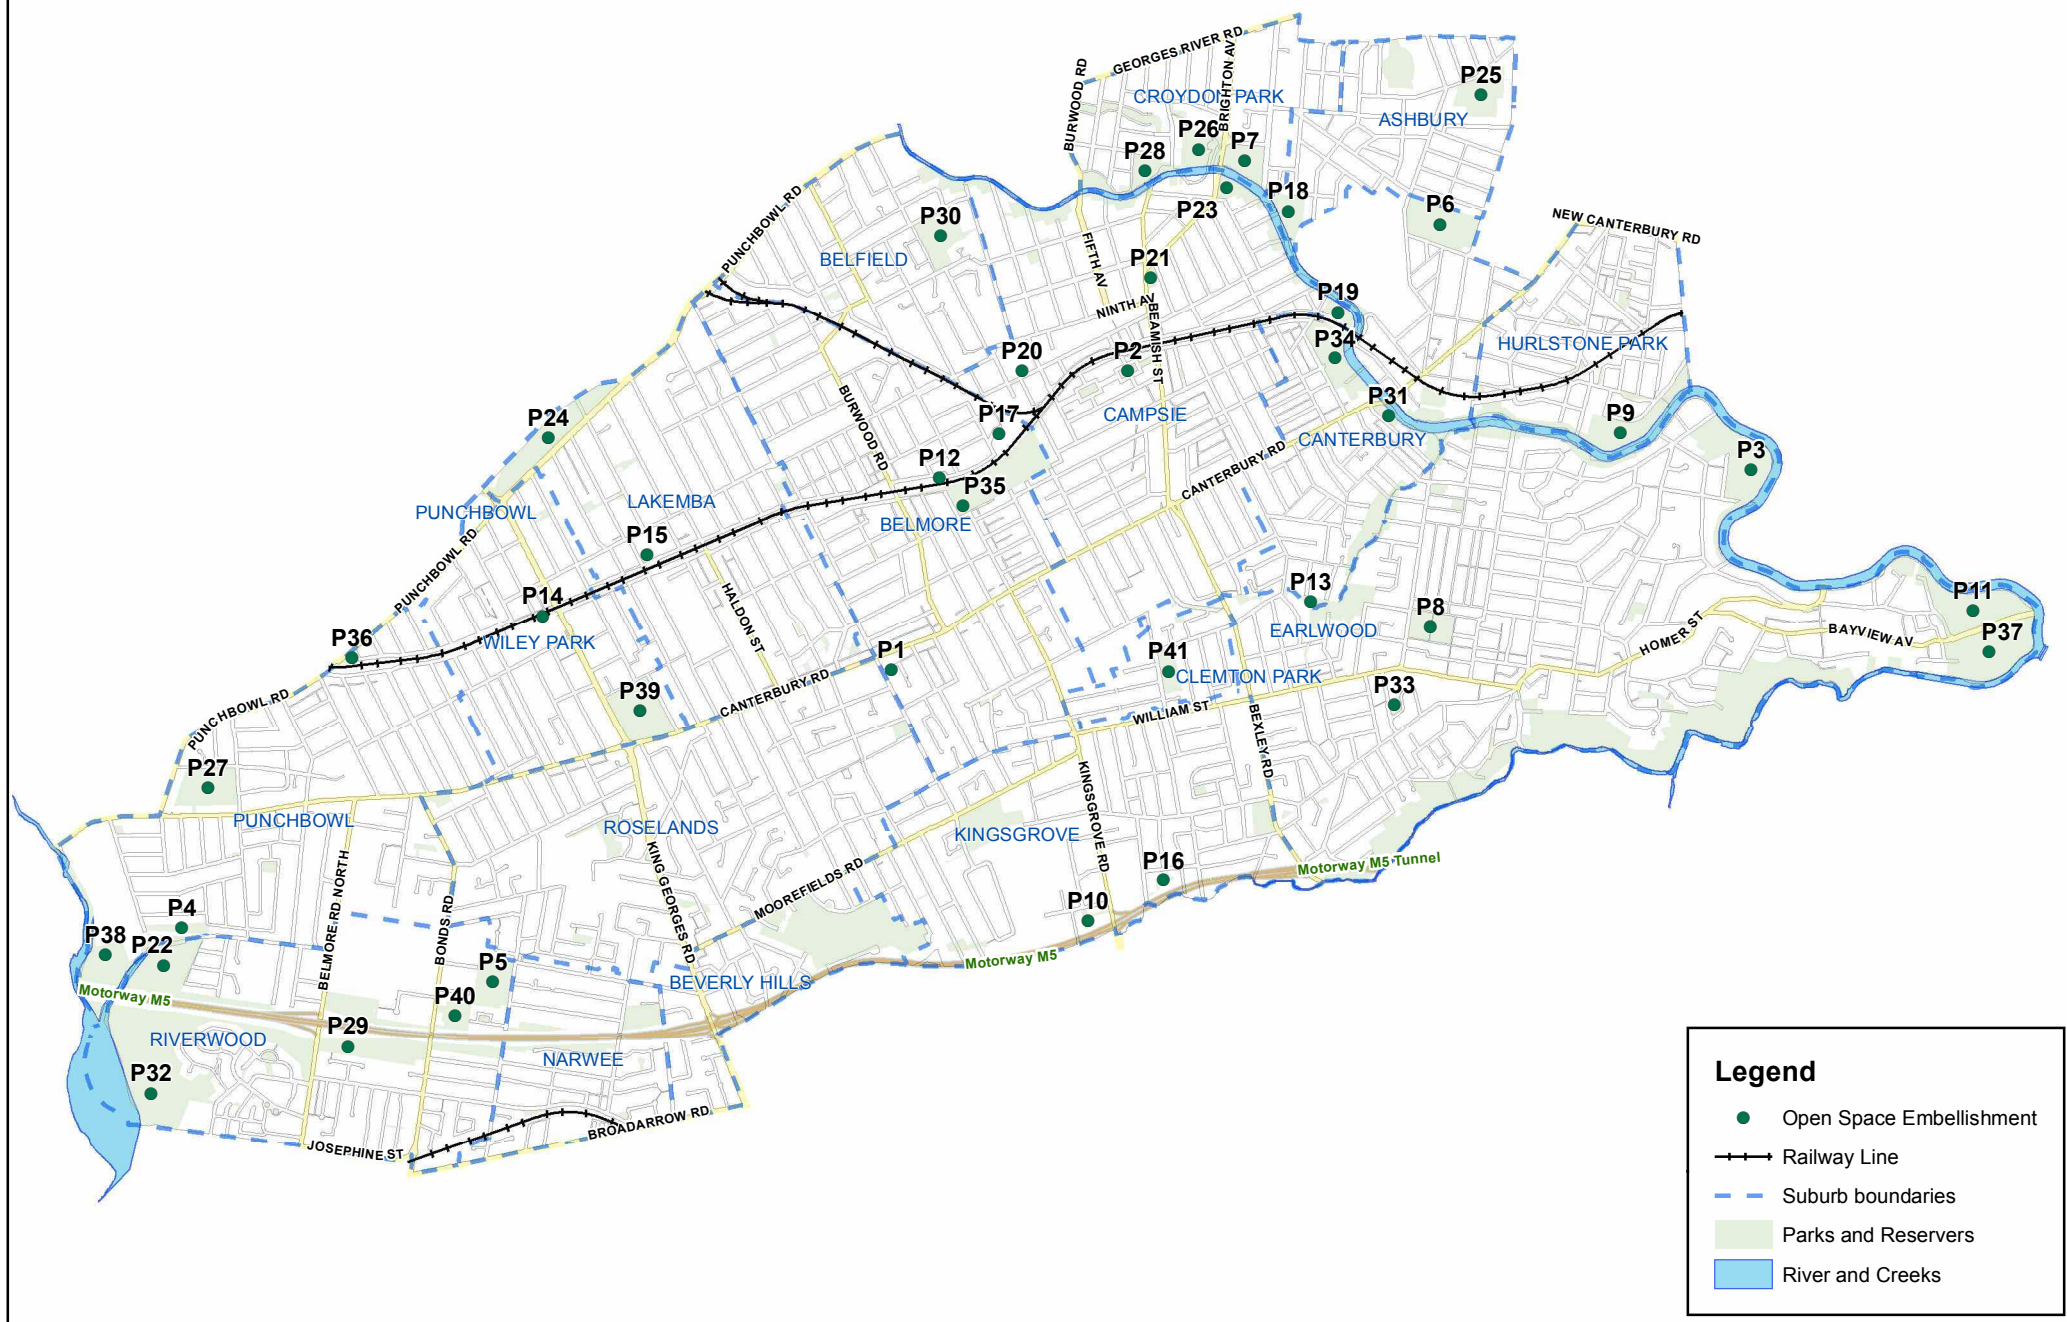 GEORGES RIVER RD
BURWOOD RD
BRIGHTON AV
P25
CROYDON PARK
ASHBURY
P26
P7
P28
PUNCHBOWL RD
P18
P23
P6
P30
NEW CANTERBURY RD
BELFIELD
FIFTH AV
P21
P19
NINTH AV
BEAMISH ST
P34
HURLSTONE PARK
P20
P2
P31
P24
BURWOOD RD
P17
CAMPSIE
P9
CANTERBURY
P3
P12
CANTERBURY RD
P35
LAKEMBA
PUNCHBOWL
BELMORE
P15
PUNCHBOWL RD
P14
HALDON ST
P13
P11
P8
P36
WILEY PARK
EARLWOOD
HOMER ST
BAYVIEW AV
P37
P1
P41
CLEMTON PARK
P39
CANTERBURY RD
P33
PUNCHBOWL RD
WILLIAM ST
BEXLEY RD
P27
KINGSGROVE RD
PUNCHBOWL
ROSELANDS
KINGSGROVE
KING GEORGES RD
MOOREFIELDS RD
P16
Motorway M5 Tunnel
BELMORE RD NORTH
BONDS RD
P10
P4
P38
P22
Motorway M5
P5
BEVERLY HILLS
Motorway M5
P40
P29
RIVERWOOD
NARWEE
P32
BROADARROW RD
JOSEPHINE ST
Legend
Open Space Embellishment
Railway Line
Suburb boundaries
Parks and Reservers
River and Creeks